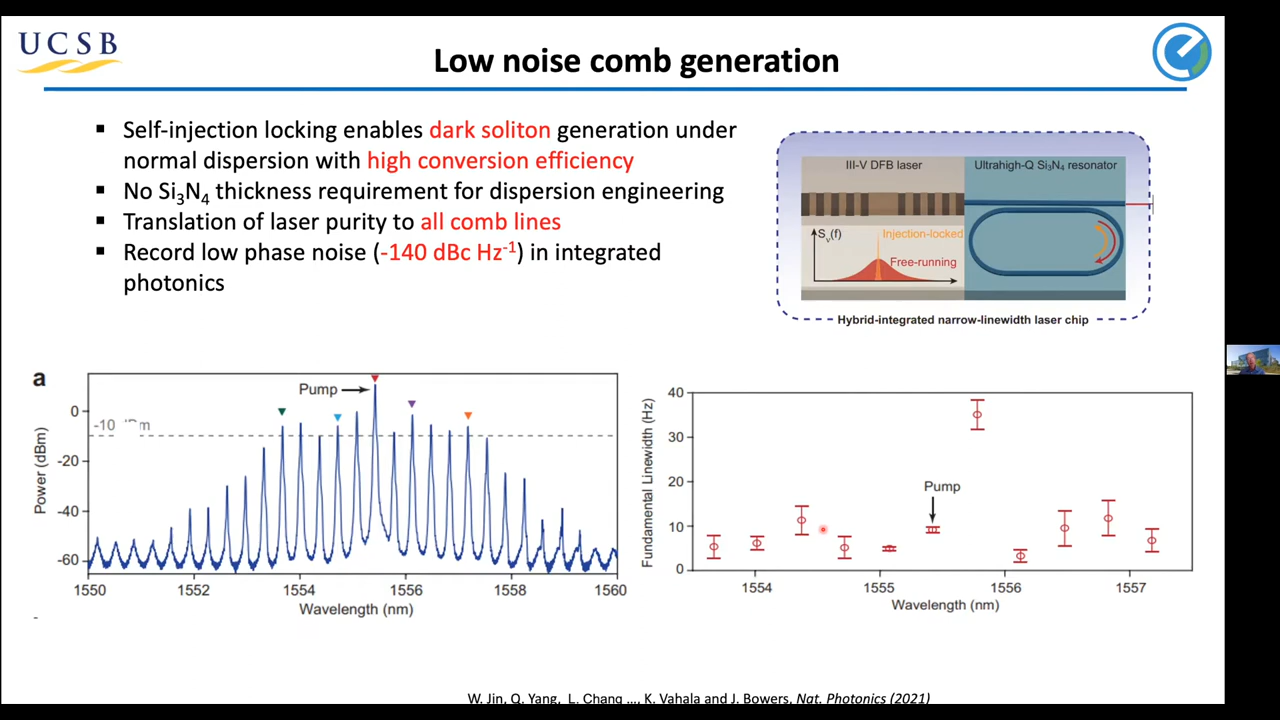 UCSB
Low noise comb generation
▪ Self-injection locking enables dark soliton generation under
normal dispersion with high conversion efficiency
▪ No Si₃N₄ thickness requirement for dispersion engineering
▪ Translation of laser purity to all comb lines
▪ Record low phase noise (-140 dBc Hz⁻¹) in integrated
photonics
III-V DFB laser
Ultrahigh-Q Si₃N₄ resonator
Sᵥ(f)
Injection-locked
Free-running
Hybrid-integrated narrow-linewidth laser chip
a
Pump
-10
0
-20
-40
-60
Power (dBm)
1550 1552 1554 1556 1558 1560
Wavelength (nm)
40
30
20
10
0
Fundamental Linewidth (Hz)
Pump
1554 1555 1556 1557
Wavelength (nm)
W. Jin, Q. Yang, L. Chang ..., K. Vahala and J. Bowers, Nat. Photonics (2021)